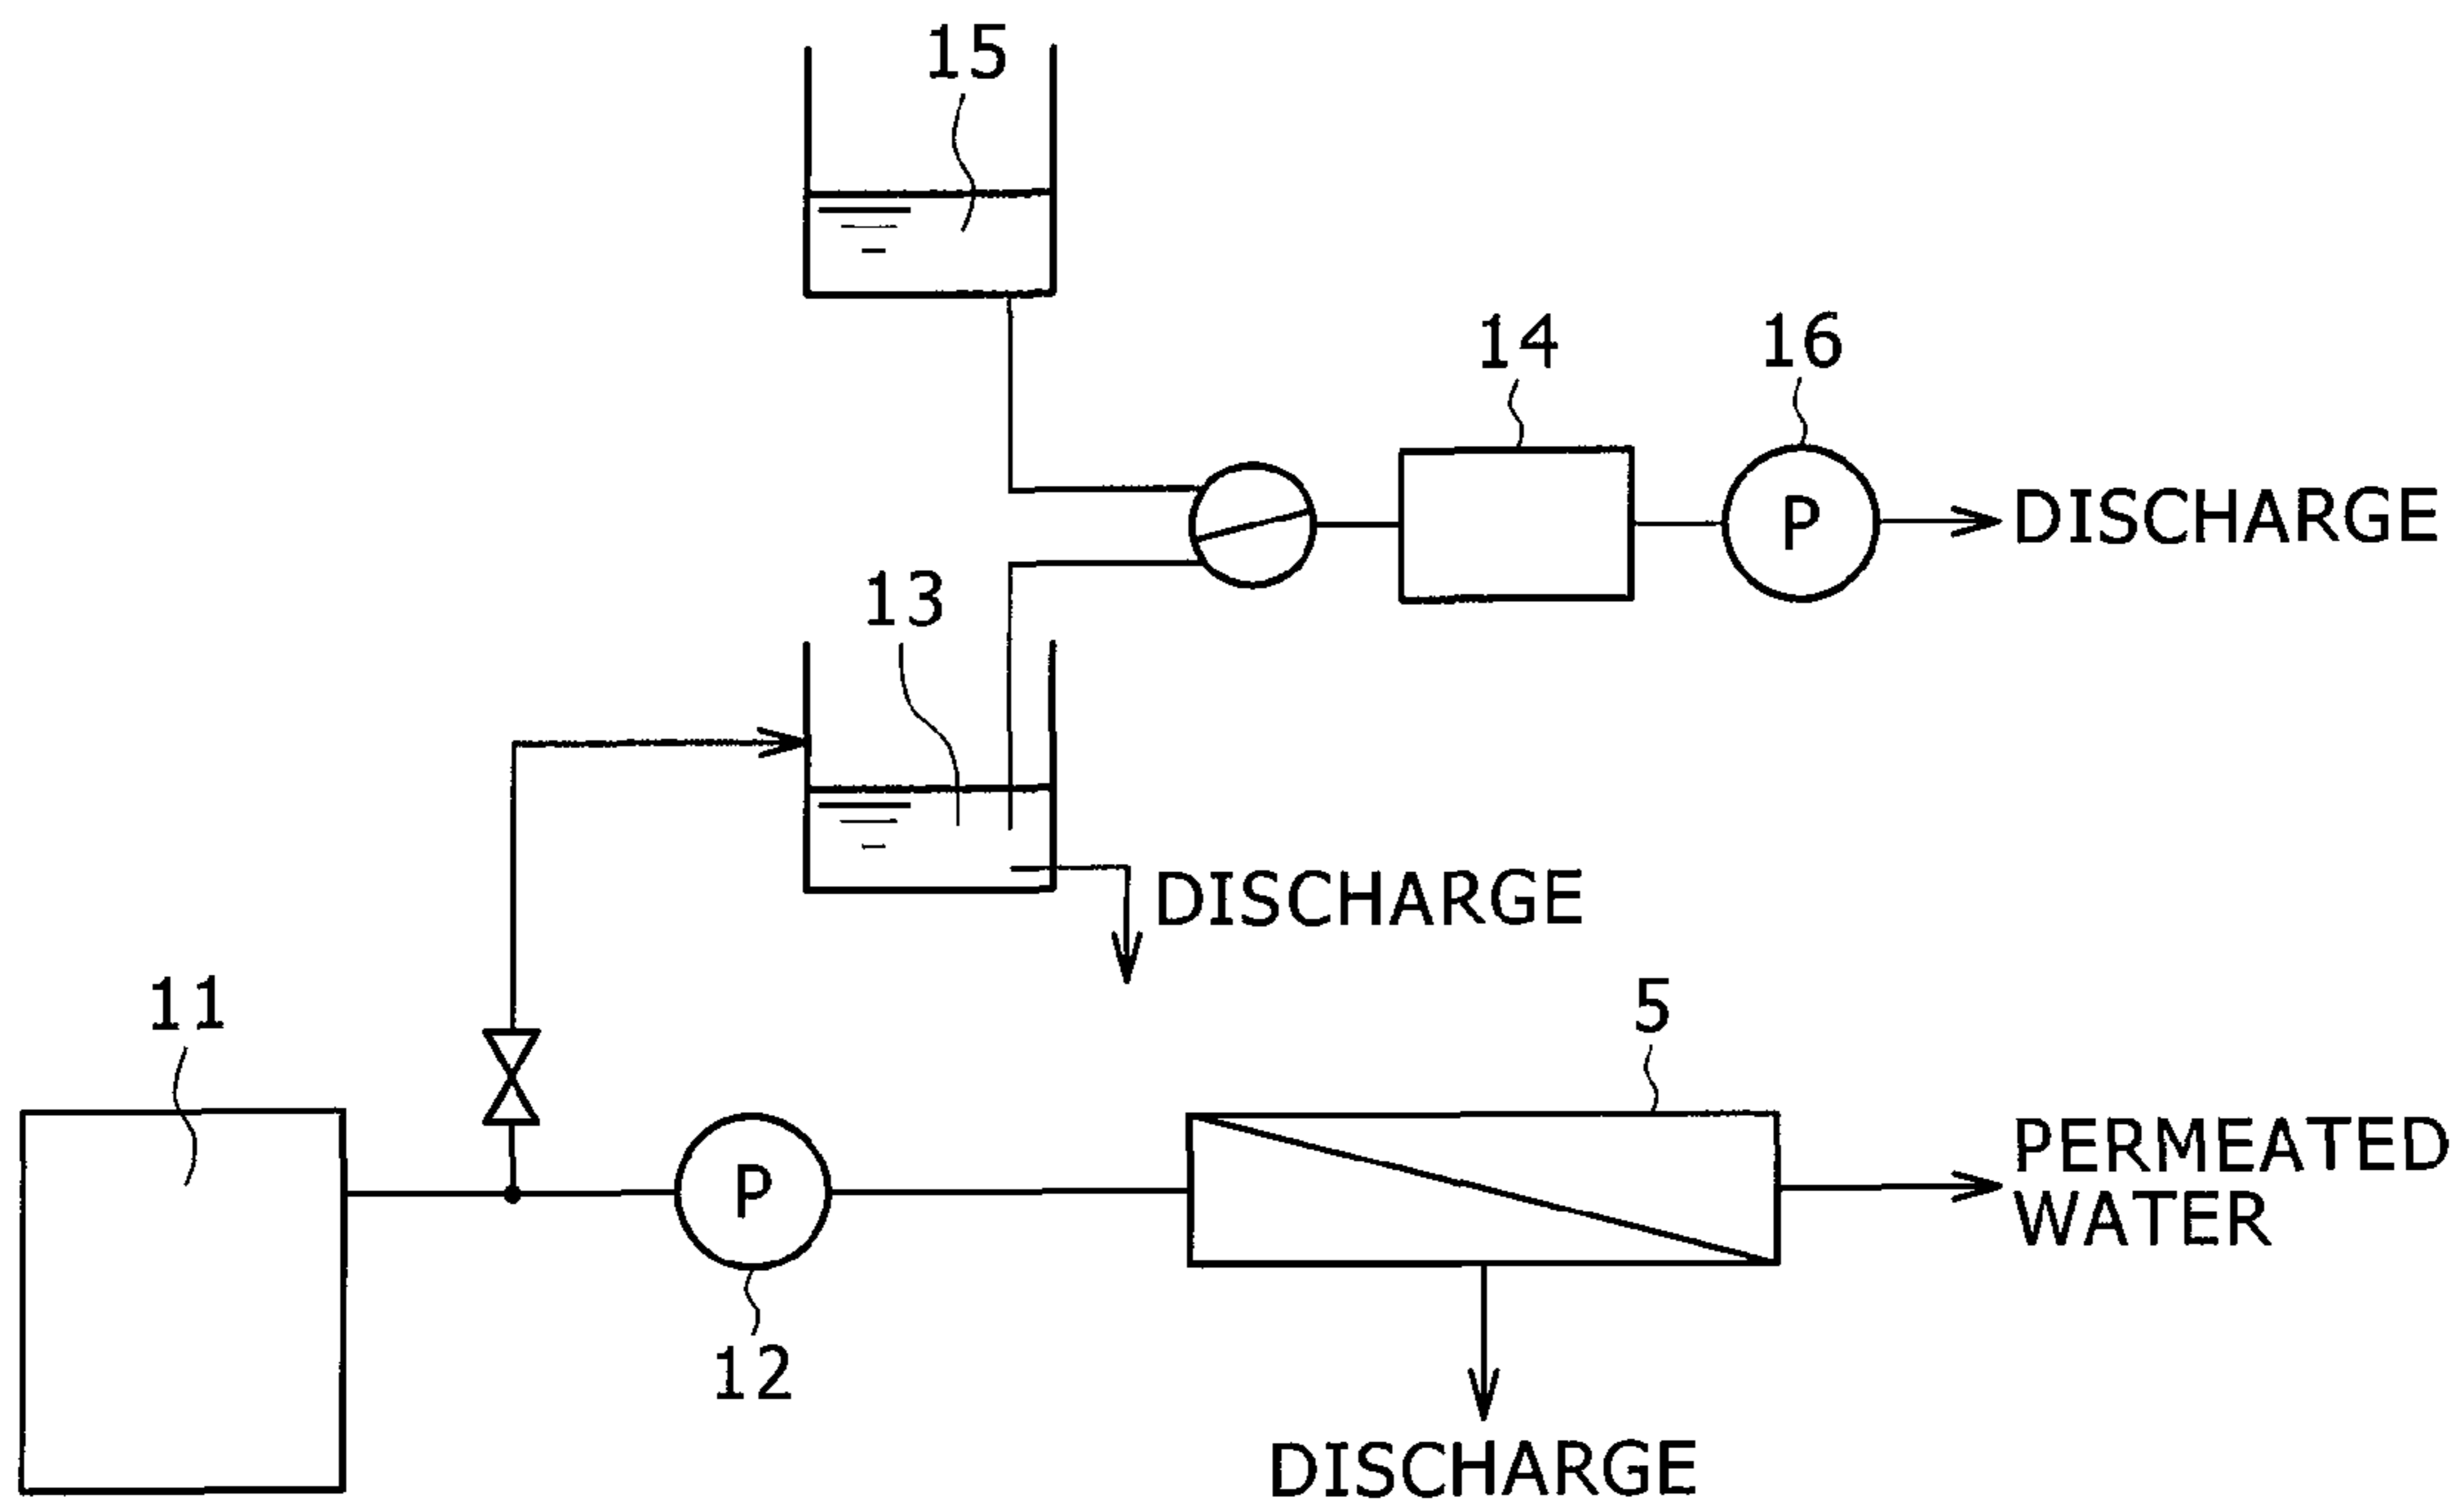 15
14
16
P
DISCHARGE
13
DISCHARGE
11
5
P
PERMEATED
WATER
12
DISCHARGE